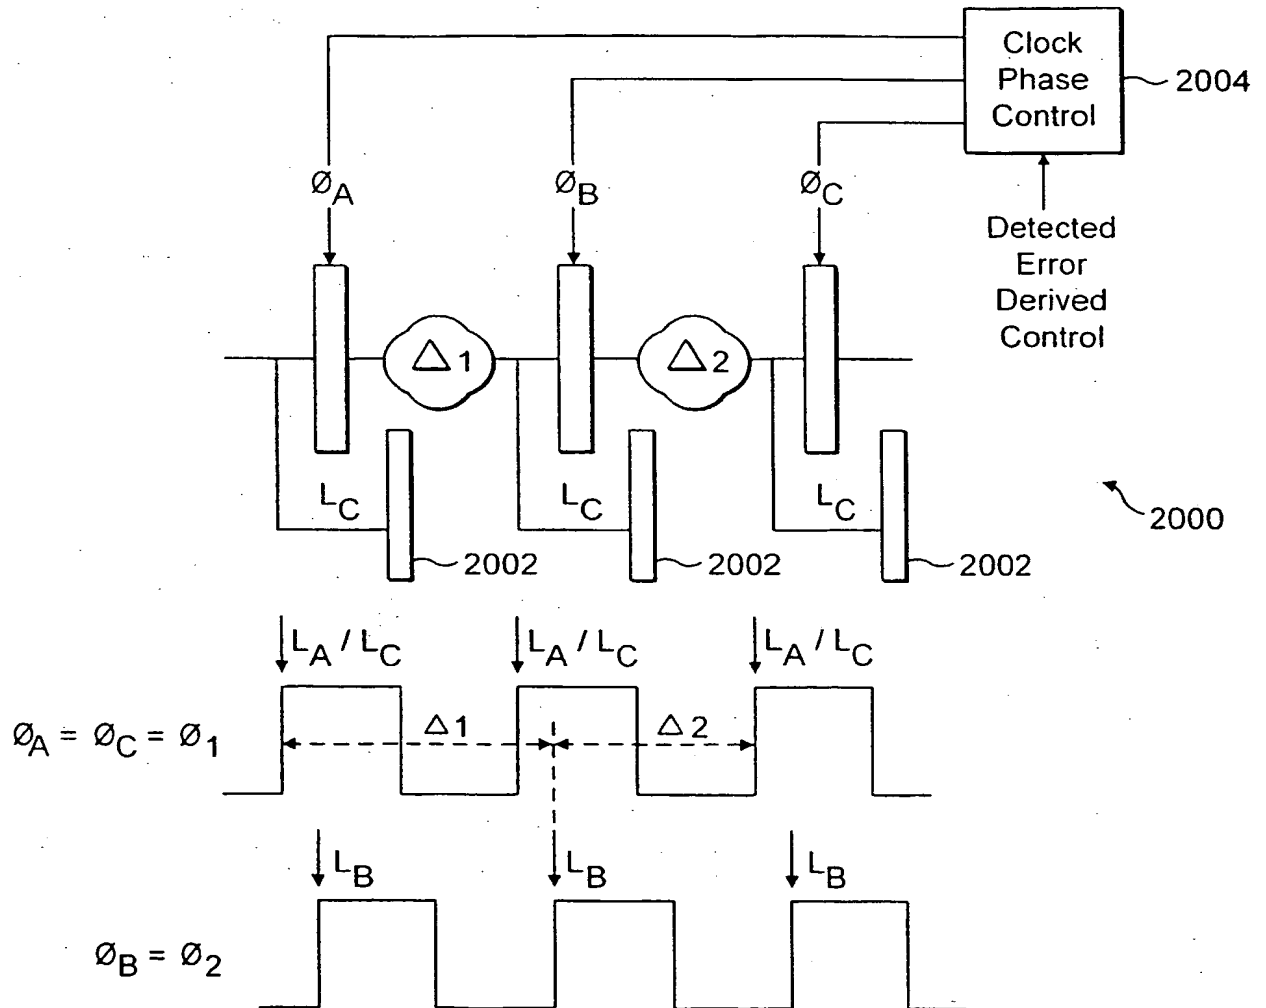 Clock
Phase
Control
2004
ØA
ØB
ØC
Detected
Error
Derived
Control
Δ1
Δ2
LC
LC
LC
2000
2002
2002
2002
LA / LC
LA / LC
LA / LC
ØA = ØC = Ø1
Δ1
Δ2
LB
LB
LB
ØB = Ø2